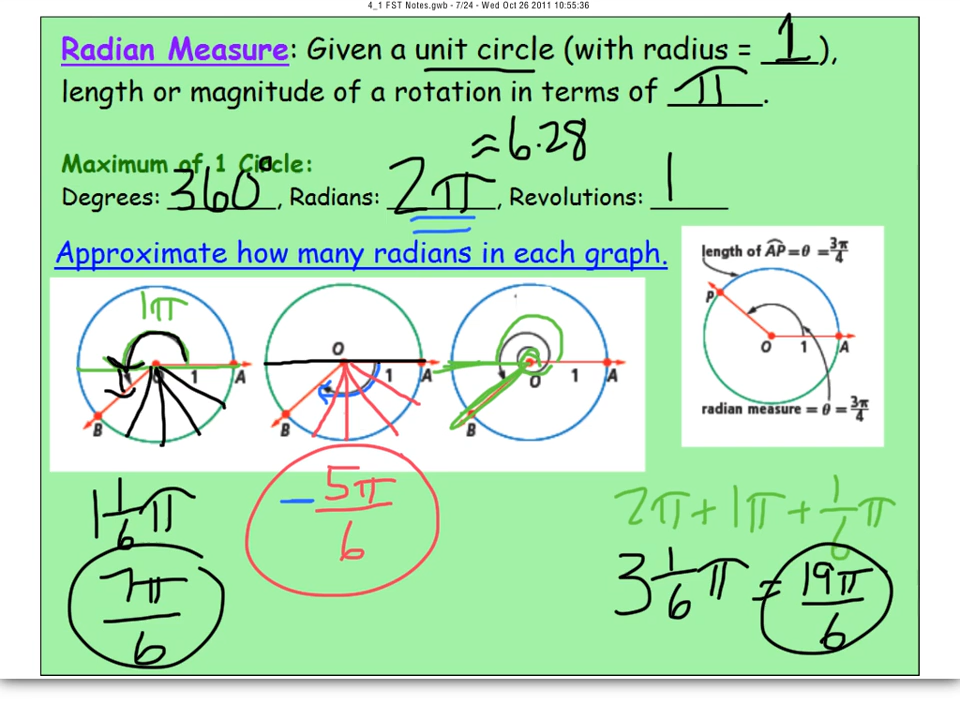 4_1 FST Notes.gwb - 7/24 - Wed Oct 26 2011 10:55:36
Radian Measure: Given a unit circle (with radius = 1),
length or magnitude of a rotation in terms of π.
≈ 6.28
Maximum of 1 Circle:
Degrees: 360°, Radians: 2π, Revolutions: 1
Approximate how many radians in each graph.
length of AP = θ = 3π/4
P
O 1 A
radian measure = θ = 3π/4
1π
1 A
B
O
1 A
B
O 1 A
B
1 1/6 π
7π/6
- 5π/6
2π + 1π + 1/6 π
3 1/6 π = 19π/6